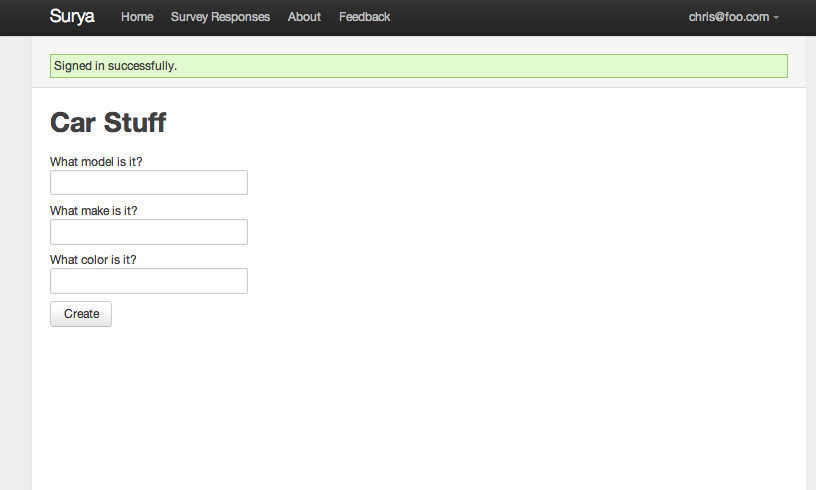 Surya Home Survey Responses About Feedback chris@foo.com
Signed in successfully.
Car Stuff
What model is it?
What make is it?
What color is it?
Create